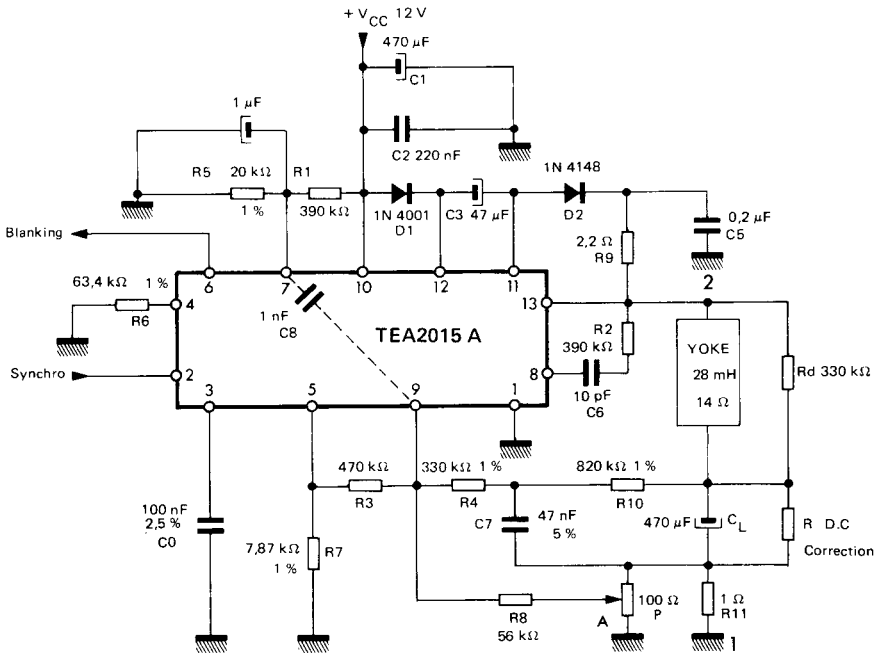 + VCC 12 V
470 µF
C1
1 µF
C2 220 nF
R5
20 kΩ
1 %
R1
390 kΩ
1N 4001
D1
C3 47 µF
1N 4148
D2
0,2 µF
C5
2,2 Ω
R9
2
Blanking
6
7
10
12
11
63,4 kΩ 1 %
R6
4
1 nF
C8
TEA2015 A
13
R2
390 kΩ
8
10 pF
C6
YOKE
28 mH
14 Ω
Rd 330 kΩ
Synchro
2
3
5
9
1
470 kΩ
R3
330 kΩ 1 %
R4
820 kΩ 1 %
R10
100 nF
2,5 %
C0
7,87 kΩ
1 %
R7
C7
47 nF
5 %
470 µF
CL
R D.C
Correction
R8
56 kΩ
A
100 Ω
P
1 Ω
R11
1